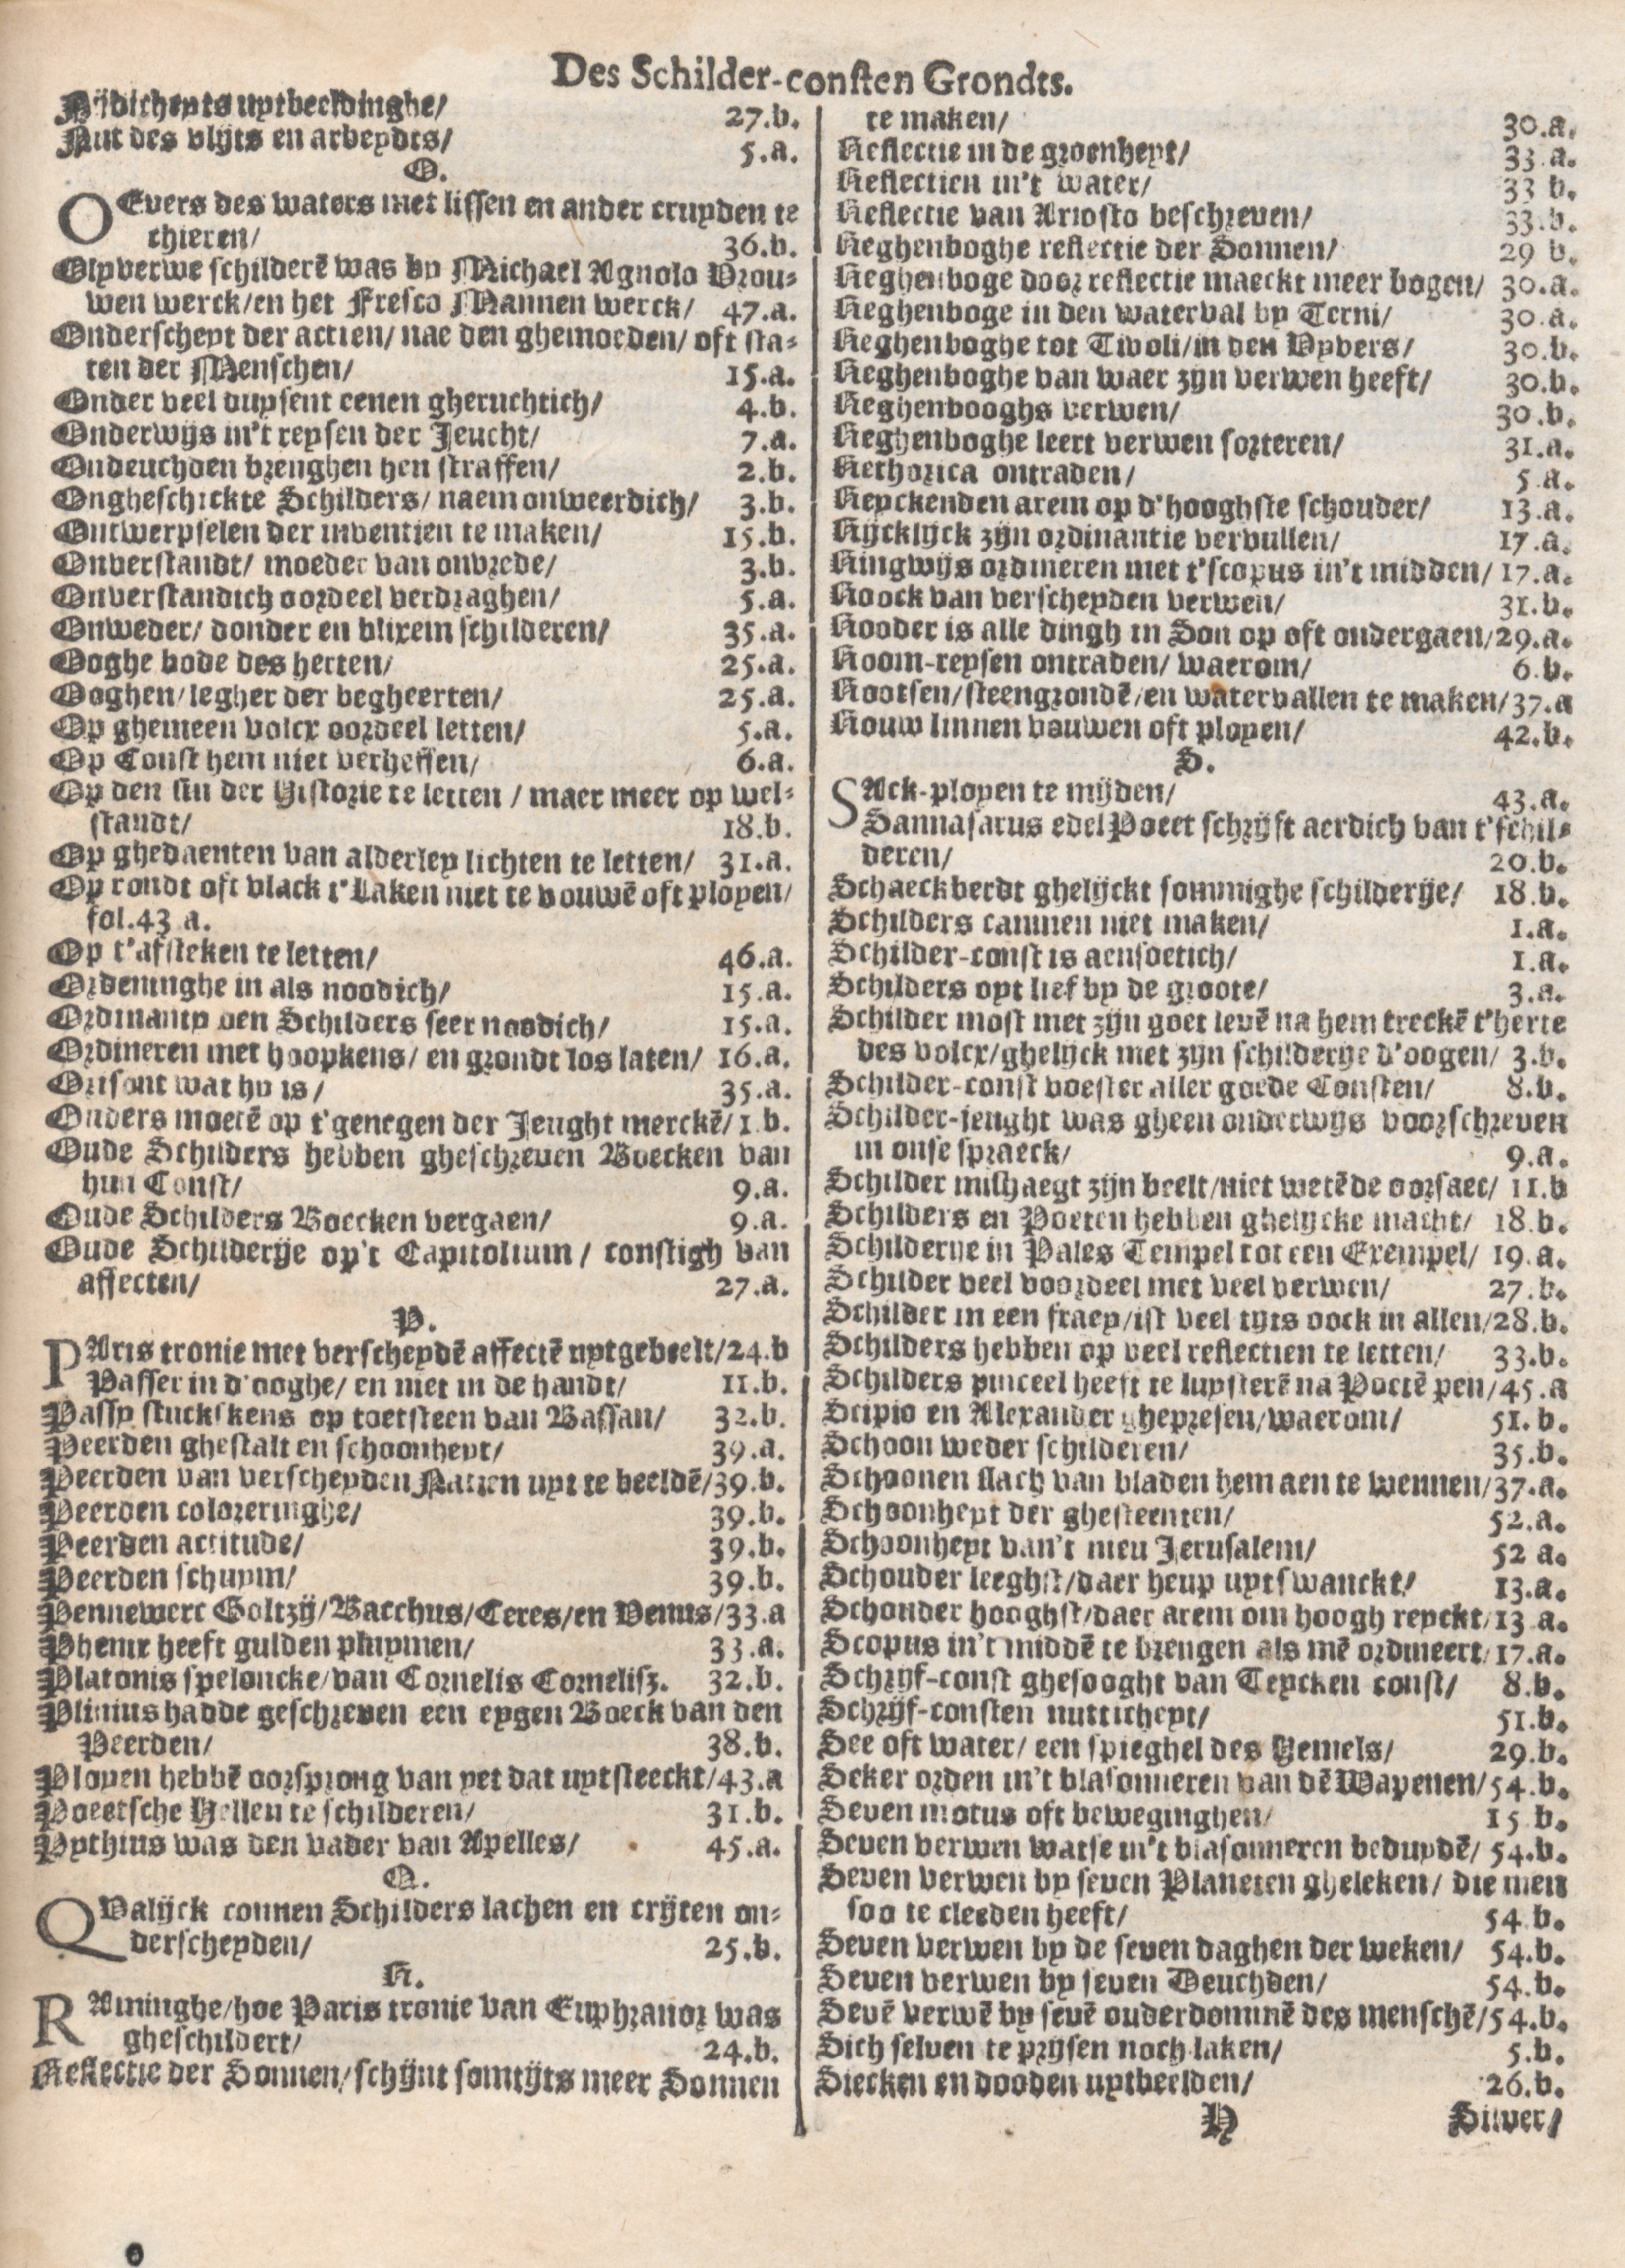 Des Schilder-consten Grondts.
Nijdicheyts uytbeeldinghe/ 27.b.
Nut des vlijts en arbeydts/ 5.a.
O.
OEvers des waters met lissen en ander cruyden te
chieren/ 36.b.
Olyverwe schilderē was by Michael Agnolo Vrou-
wen werck/en het Fresco Mannen werck/ 47.a.
Onderscheyt der actien/ nae den ghemoeden/ oft sta-
ten der Menschen/ 15.a.
Onder veel duysent eenen gheruchtich/ 4.b.
Onderwijs in't reysen der Jeucht/ 7.a.
Ondeuchden brenghen hen straffen/ 2.b.
Ongheschickte Schilders/ naem onweerdich/ 3.b.
Ontwerpselen der inventien te maken/ 15.b.
Onverstandt/ moeder van onvrede/ 3.b.
Onverstandich oordeel verdraghen/ 5.a.
Onweder/ donder en blixem schilderen/ 35.a.
Ooghe bode des herten/ 25.a.
Ooghen/ legher der begheerten/ 25.a.
Op ghemeen volcx oordeel letten/ 5.a.
Op Const hem niet verheffen/ 6.a.
Op den sin der Historie te letten / maer meer op wel-
standt/ 18.b.
Op ghedaenten van alderley lichten te letten/ 31.a.
Op rondt oft vlack t'Laken niet te vouwē oft ployen/
fol.43 a.
Op t'afsteken te letten/ 46.a.
Ordeninghe in als noodich/ 15.a.
Ordinanty den Schilders seer noodich/ 15.a.
Ordineren met hoopkens/ en grondt los laten/ 16.a.
Orisont wat hy is/ 35.a.
Ouders moetē op t'genegen der Jeught merckē/ 1.b.
Oude Schilders hebben gheschreven Boecken van
hun Const/ 9.a.
Oude Schilders Boecken vergaen/ 9.a.
Oude Schilderije op't Capitolium / constigh van
affecten/ 27.a.
P.
PAris tronie met verscheydē affectē uytgebeelt/24.b
Passer in d'ooghe/ en niet in de handt/ 11.b.
Passy stuckskens op toetsteen van Bassan/ 32.b.
Peerden ghestalt en schoonheyt/ 39.a.
Peerden van verscheyden Natien uyt te beeldē/39.b.
Peerden coloreringhe/ 39.b.
Peerden actitude/ 39.b.
Peerden schuym/ 39.b.
Pennewerc Goltzij/Bacchus/Ceres/en Venus/33.a
Phenix heeft gulden pluymen/ 33.a.
Platonis speloncke/van Cornelis Cornelisz. 32.b.
Plinius hadde geschreven een eygen Boeck van den
Peerden/ 38.b.
Ployen hebbē oorsprong van yet dat uytsteeckt/43.a
Poeetsche Hellen te schilderen/ 31.b.
Pythius was den vader van Apelles/ 45.a.
Q.
QValijck connen Schilders lachen en crijten on-
derscheyden/ 25.b.
R.
RAminghe/hoe Paris tronie van Euphranor was
gheschildert/ 24.b.
Reflectie der Sonnen/schijnt somtijts meer Sonnen
te maken/ 30.a.
Reflectie in de groenheyt/ 33.a.
Reflectien in't water/ 33 b.
Reflectie van Ariosto beschreven/ 33.b.
Reghenboghe reflectie der Sonnen/ 29 b.
Reghenboge door reflectie maeckt meer bogen/ 30.a.
Reghenboge in den waterval by Terni/ 30.a.
Reghenboghe tot Tivoli/in den Vyvers/ 30.b.
Reghenboghe van waer zijn verwen heeft/ 30.b.
Reghenbooghs verwen/ 30.b.
Reghenboghe leert verwen sorteren/ 31.a.
Rethorica ontraden/ 5.a.
Reyckenden arem op d'hooghste schouder/ 13.a.
Rijcklijck zijn ordinantie vervullen/ 17.a.
Ringwijs ordineren met t'scopus in't midden/ 17.a.
Roock van verscheyden verwen/ 31.b.
Rooder is alle dingh in Son op oft ondergaen/29.a.
Room-reysen ontraden/ waerom/ 6.b.
Rootsen/steengrondē/en watervallen te maken/37.a
Rouw linnen vouwen oft ployen/ 42.b.
S.
SAck-ployen te mijden/ 43.a.
Sannasarus edel Poeet schrijft aerdich van t'schil-
deren/ 20.b.
Schaeckberdt ghelijckt sommighe schilderije/ 18.b.
Schilders cammen niet maken/ 1.a.
Schilder-const is aensoetich/ 1.a.
Schilders oyt lief by de groote/ 3.a.
Schilder most met zijn goet levē na hem treckē t'herte
des volcx/ghelijck met zijn schilderije d'oogen/ 3.b.
Schilder-const voester aller goede Consten/ 8.b.
Schilder-jeught was gheen onderwijs voorschreven
in onse spraeck/ 9.a.
Schilder mishaegt zijn beelt/niet wetēde oorsaec/ 11.b
Schilders en Poeten hebben ghelijcke macht/ 18.b.
Schilderije in Pales Tempel tot een Exempel/ 19.a.
Schilder veel voordeel met veel verwen/ 27.b.
Schilder in een fraey/ist veel tijts oock in allen/28.b.
Schilders hebben op veel reflectien te letten/ 33.b.
Schilders pinceel heeft te luysterē na Poetē pen/45.a
Scipio en Alexander ghepresen/waerom/ 51.b.
Schoon weder schilderen/ 35.b.
Schoonen slach van bladen hem aen te wennen/37.a.
Schoonheyt der ghesteenten/ 52.a.
Schoonheyt van't nieu Jerusalem/ 52 a.
Schouder leeghst/daer heup uytswanckt/ 13.a.
Schouder hooghst/daer arem om hoogh reyckt/13 a.
Scopus in't middē te brengen als mē ordineert/17.a.
Schrijf-const ghesooght van Teycken const/ 8.b.
Schrijf-consten nutticheyt/ 51.b.
See oft water/ een spieghel des Hemels/ 29.b.
Seker orden in't blasonneren van dē Wapenen/54.b.
Seven motus oft beweginghen/ 15 b.
Seven verwen watse in't blasonneren beduydē/ 54.b.
Seven verwen by seven Planeten gheleken/ die men
soo te cleeden heeft/ 54 b.
Seven verwen by de seven daghen der weken/ 54.b.
Seven verwen by seven Deuchden/ 54.b.
Sevē verwē by sevē ouderdommē des menschē/54.b.
Sich selven te prijsen noch laken/ 5.b.
Siecken en dooden uytbeelden/ 26.b.
Y Silver/